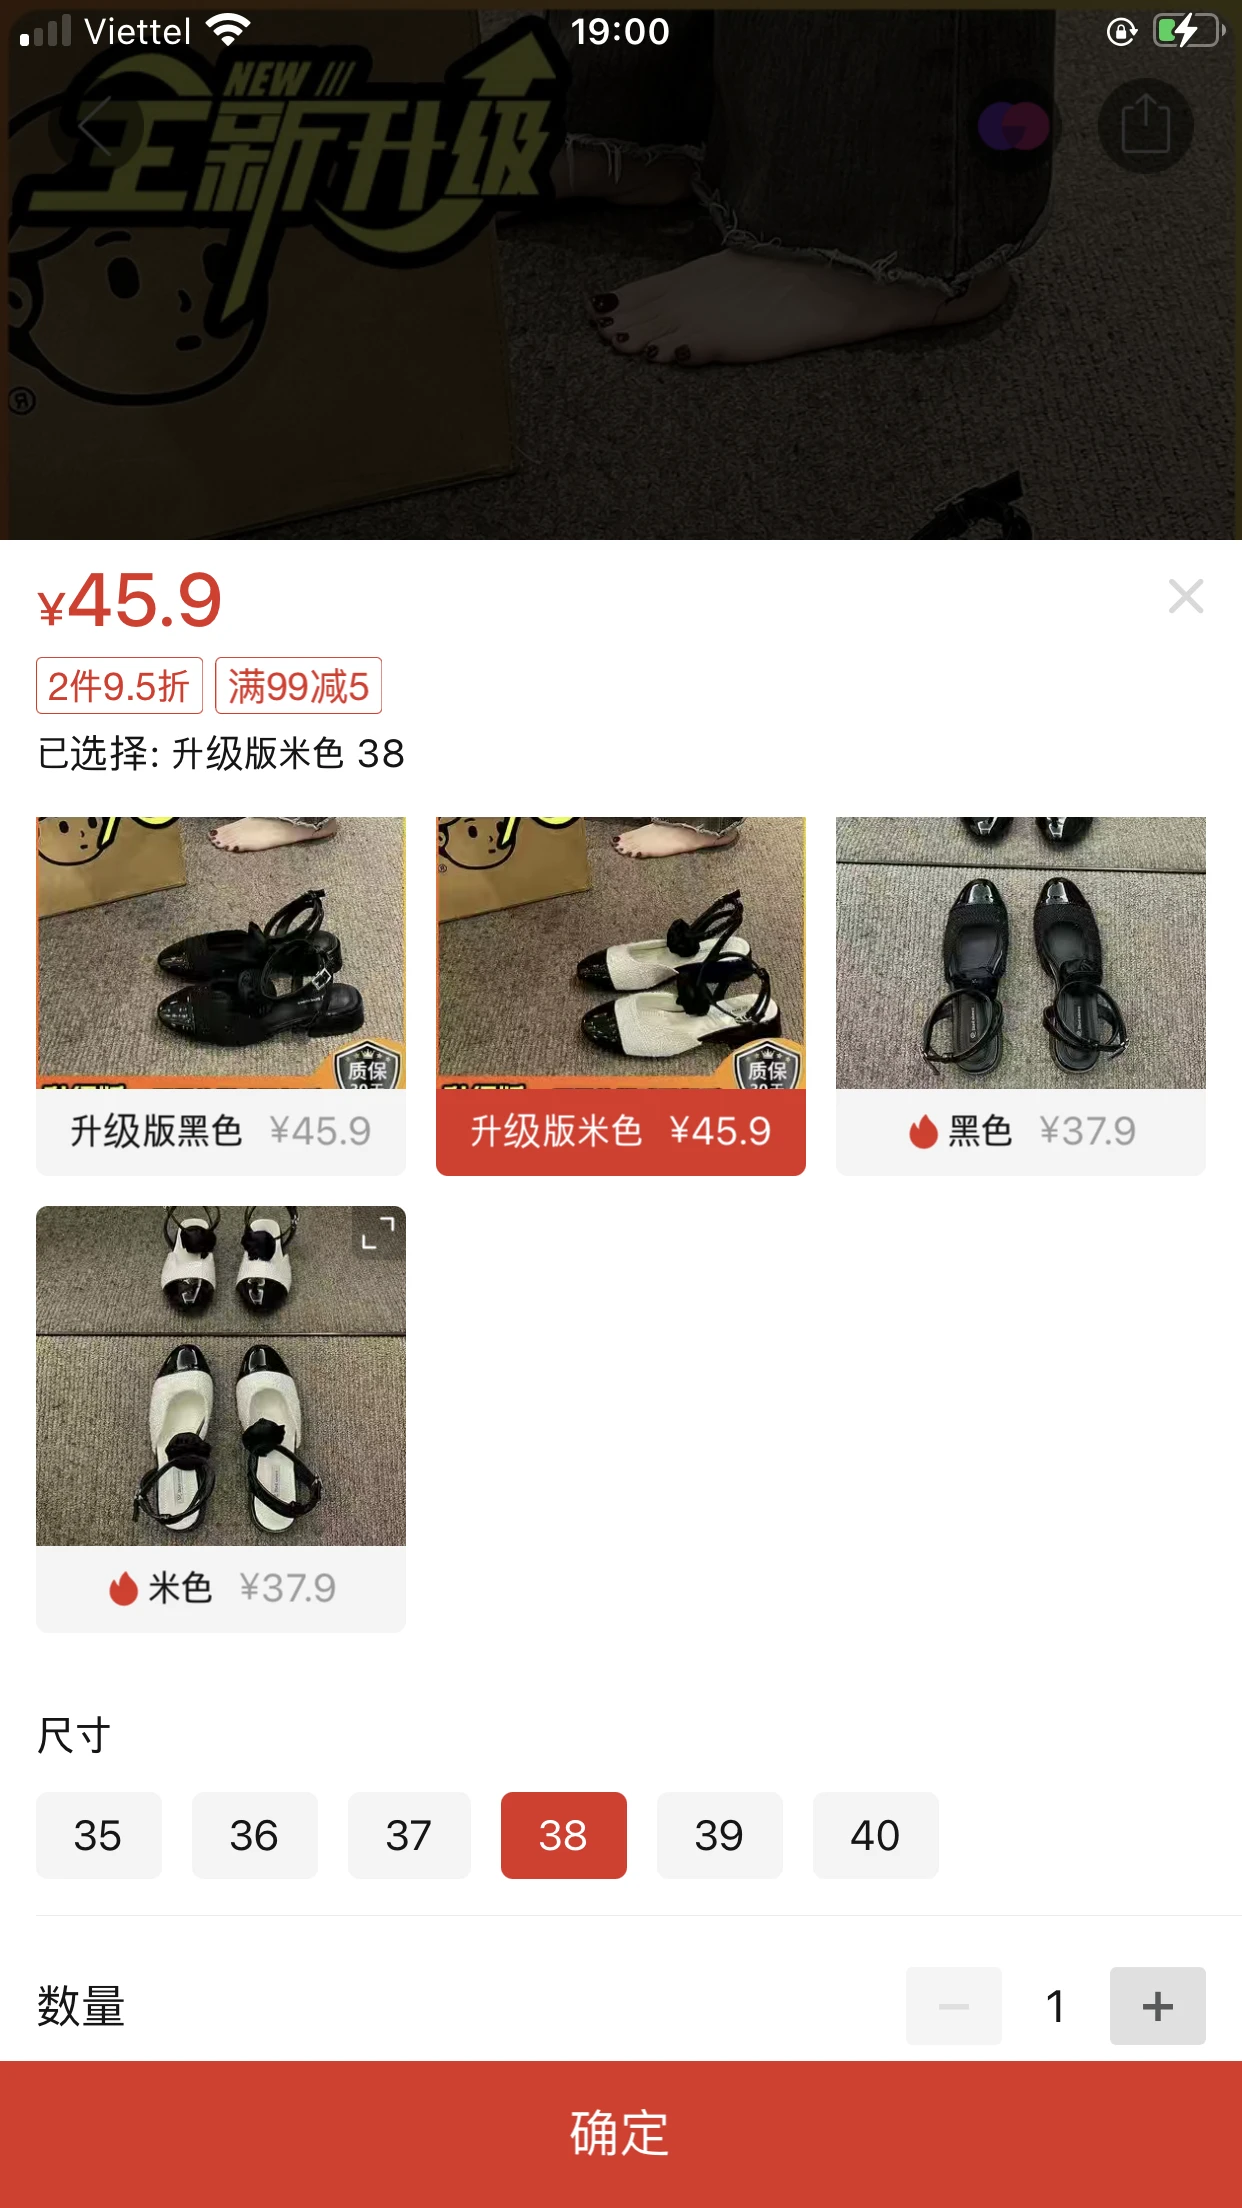 Viettel
19:00
NEW ///
全新升级
®
¥45.9
2件9.5折 满99减5
已选择: 升级版米色 38
质保
质保
升级版黑色 ¥45.9
升级版米色 ¥45.9
黑色 ¥37.9
米色 ¥37.9
尺寸
35 36 37 38 39 40
数量
1
确定